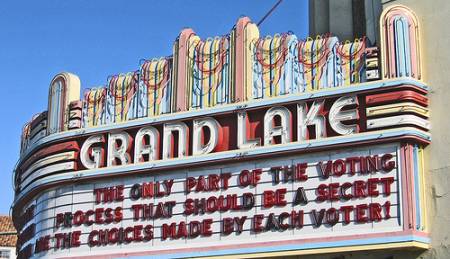 GRAND LAKE
THE ONLY PART OF THE VOTING
PROCESS THAT SHOULD BE A SECRET
ARE THE CHOICES MADE BY EACH VOTER!